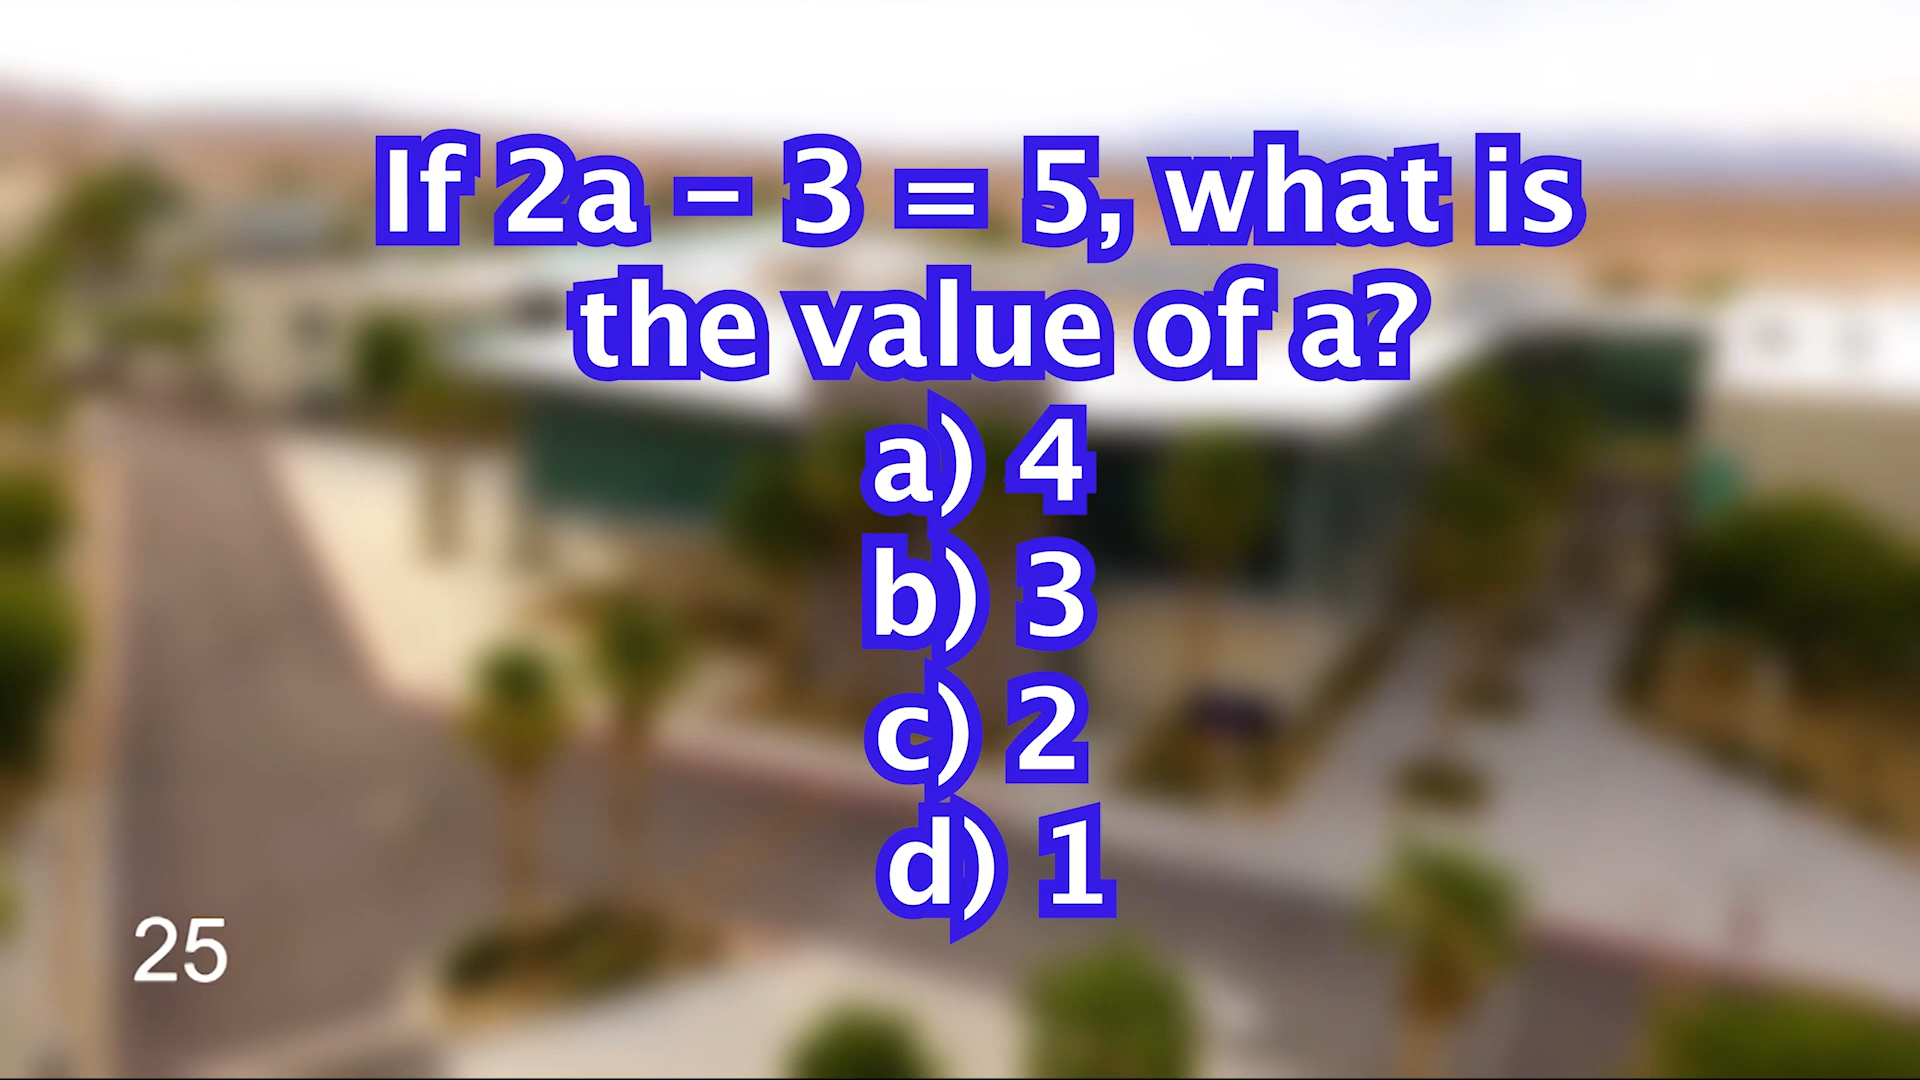 If 2a – 3 = 5, what is
the value of a?
a) 4
b) 3
c) 2
d) 1
25